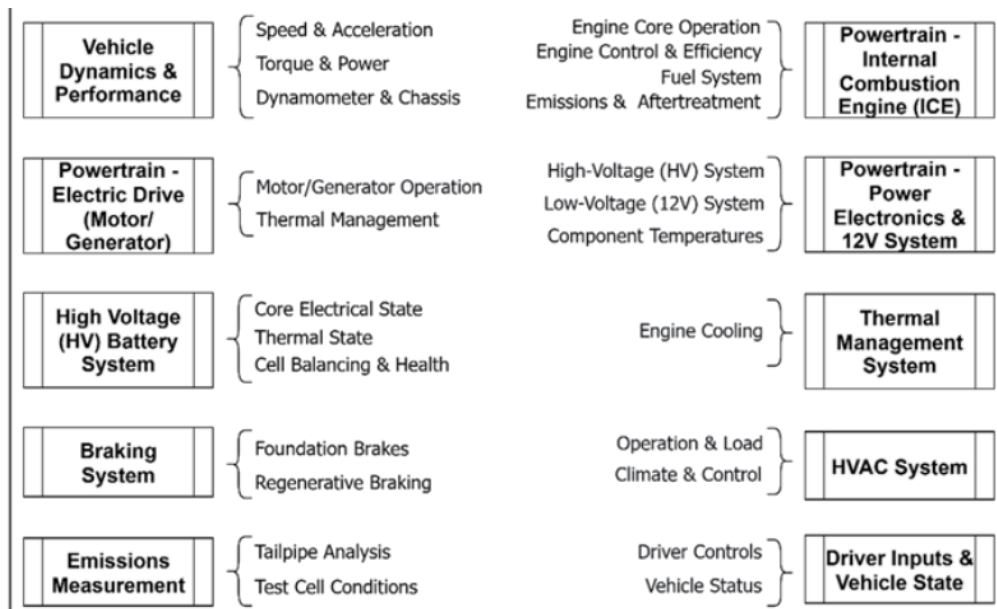 Vehicle
Dynamics &
Performance
Speed & Acceleration
Torque & Power
Dynamometer & Chassis
Engine Core Operation
Engine Control & Efficiency
Fuel System
Emissions & Aftertreatment
Powertrain -
Internal
Combustion
Engine (ICE)
Powertrain -
Electric Drive
(Motor/
Generator)
Motor/Generator Operation
Thermal Management
High-Voltage (HV) System
Low-Voltage (12V) System
Component Temperatures
Powertrain -
Power
Electronics &
12V System
High Voltage
(HV) Battery
System
Core Electrical State
Thermal State
Cell Balancing & Health
Engine Cooling
Thermal
Management
System
Braking
System
Foundation Brakes
Regenerative Braking
Operation & Load
Climate & Control
HVAC System
Emissions
Measurement
Tailpipe Analysis
Test Cell Conditions
Driver Controls
Vehicle Status
Driver Inputs &
Vehicle State